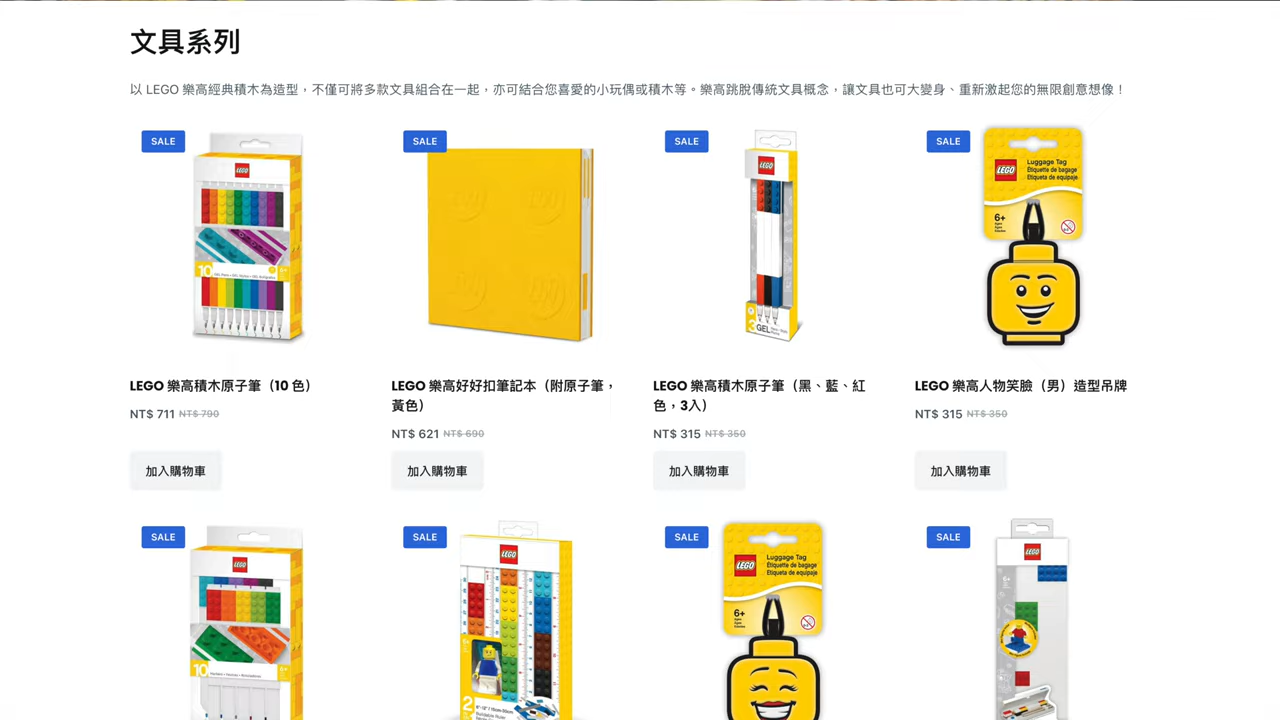 文具系列
以 LEGO 樂高經典積木為造型，不僅可將多款文具組合在一起，亦可結合您喜愛的小玩偶或積木等。樂高跳脫傳統文具概念，讓文具也可大變身、重新激起您的無限創意想像！
SALE
LEGO
10
LEGO 樂高積木原子筆（10 色）
NT$ 711 NT$ 790
加入購物車
SALE
LEGO 樂高好好扣筆記本（附原子筆，
黃色）
NT$ 621 NT$ 690
加入購物車
SALE
LEGO
3 GEL
LEGO 樂高積木原子筆（黑、藍、紅
色，3入）
NT$ 315 NT$ 350
加入購物車
SALE
LEGO
Luggage Tag
Étiquette de bagage
Etiqueta de equipaje
6+
LEGO 樂高人物笑臉（男）造型吊牌
NT$ 315 NT$ 350
加入購物車
SALE
LEGO
10
SALE
LEGO
SALE
LEGO
Luggage Tag
Étiquette de bagage
Etiqueta de equipaje
6+
SALE
LEGO